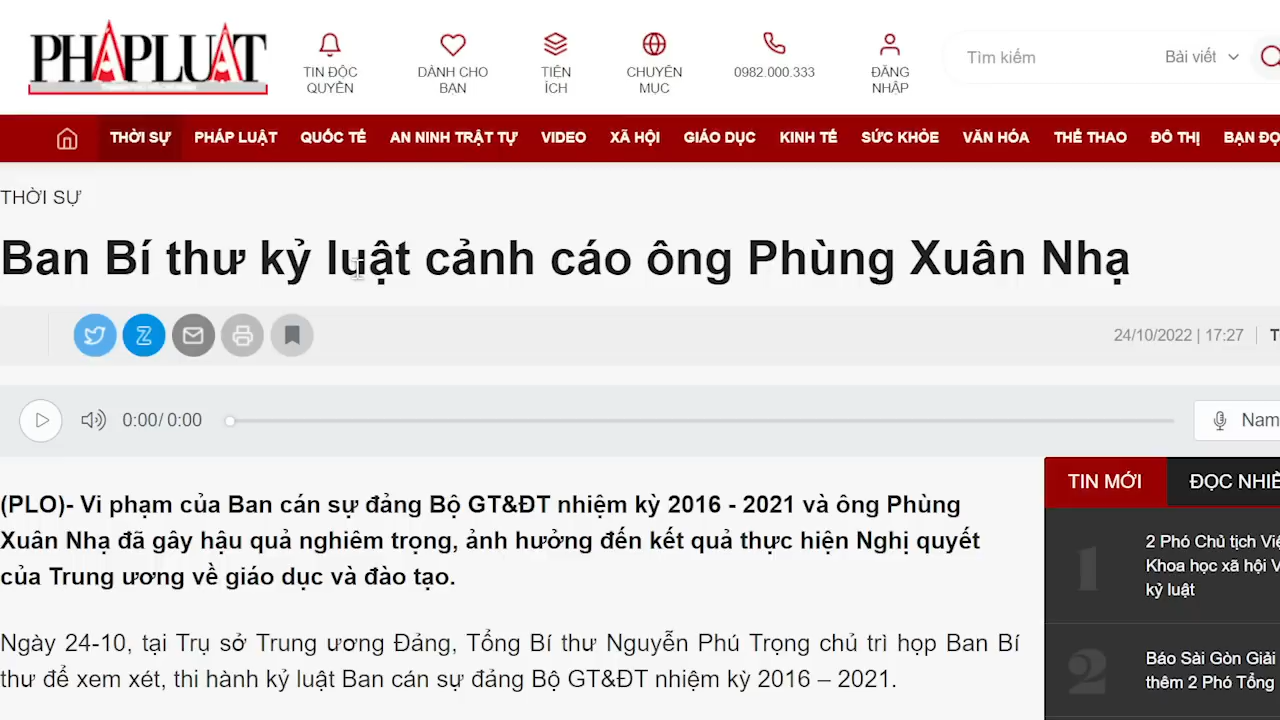 PHÁP LUẬT
TIN ĐỘC
QUYỀN
DÀNH CHO
BẠN
TIỆN
ÍCH
CHUYÊN
MỤC
0982.000.333
ĐĂNG
NHẬP
Tìm kiếm
Bài viết
THỜI SỰ
PHÁP LUẬT
QUỐC TẾ
AN NINH TRẬT TỰ
VIDEO
XÃ HỘI
GIÁO DỤC
KINH TẾ
SỨC KHỎE
VĂN HÓA
THỂ THAO
ĐÔ THỊ
BẠN ĐỌ
THỜI SỰ
Ban Bí thư kỷ luật cảnh cáo ông Phùng Xuân Nhạ
24/10/2022 | 17:27
0:00/ 0:00
Nam
(PLO)- Vi phạm của Ban cán sự đảng Bộ GT&ĐT nhiệm kỳ 2016 - 2021 và ông Phùng
Xuân Nhạ đã gây hậu quả nghiêm trọng, ảnh hưởng đến kết quả thực hiện Nghị quyết
của Trung ương về giáo dục và đào tạo.
Ngày 24-10, tại Trụ sở Trung ương Đảng, Tổng Bí thư Nguyễn Phú Trọng chủ trì họp Ban Bí
thư để xem xét, thi hành kỷ luật Ban cán sự đảng Bộ GT&ĐT nhiệm kỳ 2016 – 2021.
TIN MỚI
ĐỌC NHIỀ
1
2 Phó Chủ tịch Việ
Khoa học xã hội V
kỷ luật
2
Báo Sài Gòn Giải
thêm 2 Phó Tổng